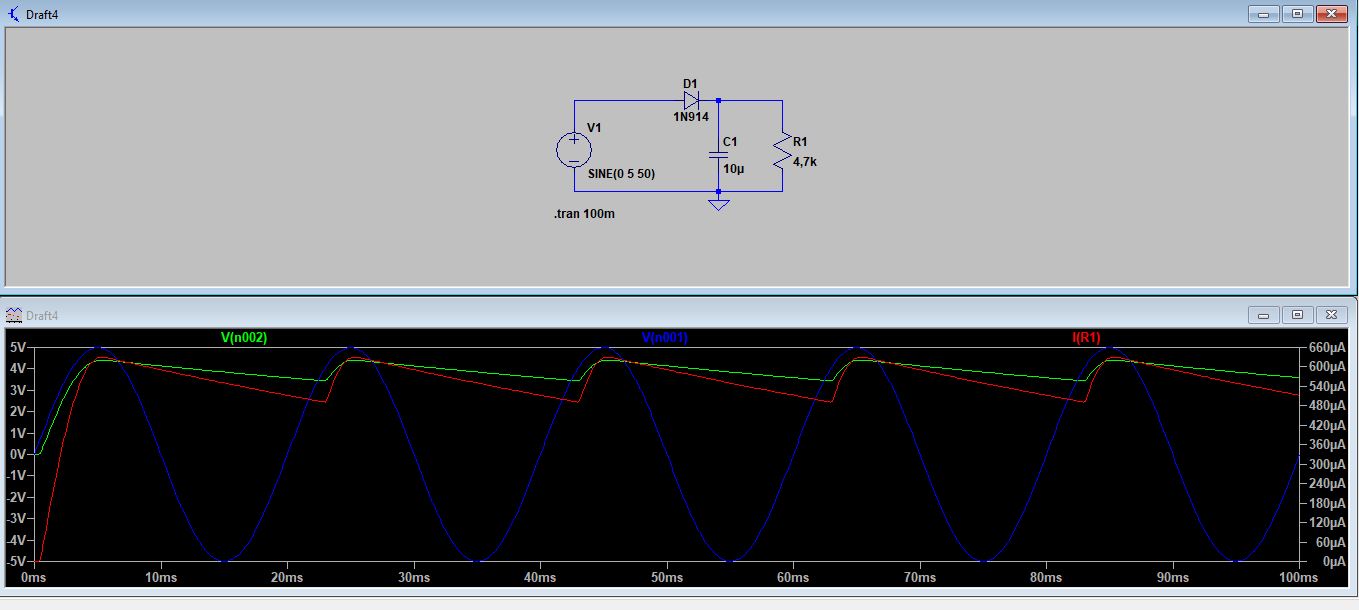 Draft4
D1
1N914
V1
C1
R1
10µ
4,7k
SINE(0 5 50)
.tran 100m
Draft4
V(n002) V(n001) I(R1)
5V 660µA
4V 600µA
3V 540µA
2V 480µA
1V 420µA
0V 360µA
-1V 300µA
-2V 240µA
-3V 180µA
-4V 120µA
60µA
-5V 0µA
0ms 10ms 20ms 30ms 40ms 50ms 60ms 70ms 80ms 90ms 100ms